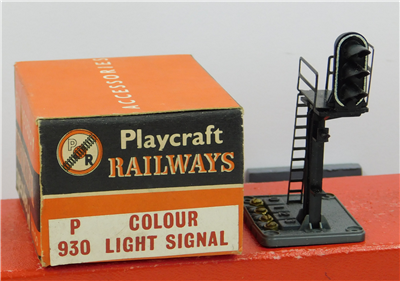 ACCESSORIES
P
R
Playcraft
RAILWAYS
P COLOUR
930 LIGHT SIGNAL